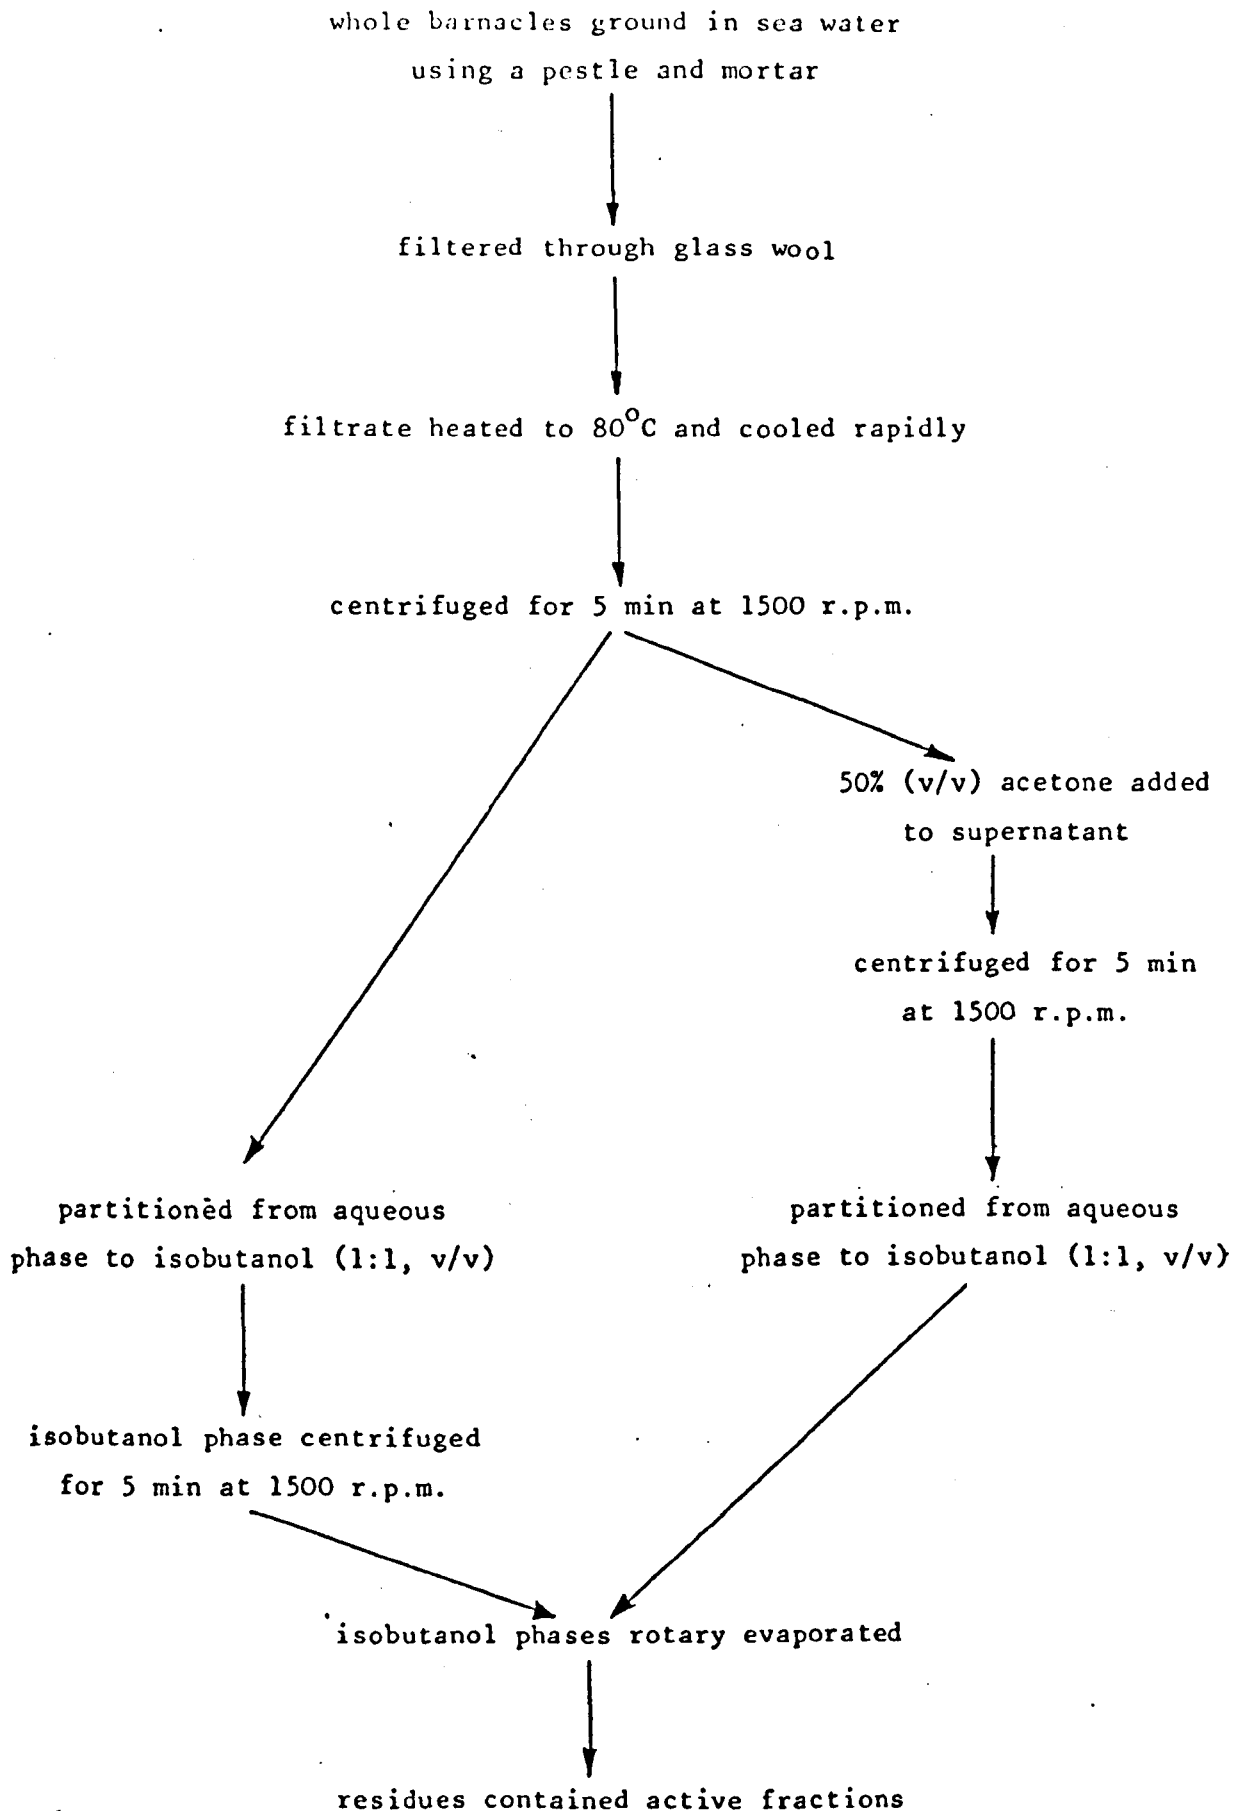 whole barnacles ground in sea water
using a pestle and mortar
filtered through glass wool
filtrate heated to 80°C and cooled rapidly
centrifuged for 5 min at 1500 r.p.m.
50% (v/v) acetone added
to supernatant
centrifuged for 5 min
at 1500 r.p.m.
partitioned from aqueous
phase to isobutanol (1:1, v/v)
partitioned from aqueous
phase to isobutanol (1:1, v/v)
isobutanol phase centrifuged
for 5 min at 1500 r.p.m.
isobutanol phases rotary evaporated
residues contained active fractions